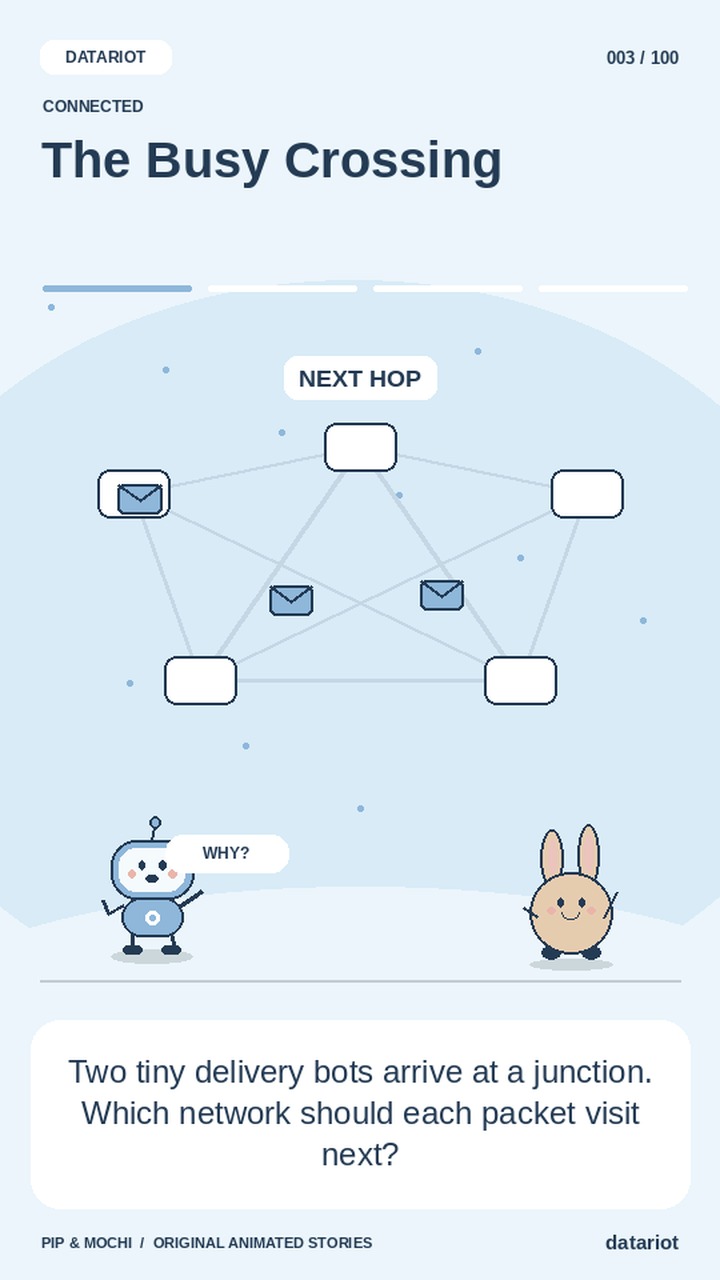 DATARIOT
003 / 100
CONNECTED
The Busy Crossing
NEXT HOP
WHY?
Two tiny delivery bots arrive at a junction.
Which network should each packet visit
next?
PIP & MOCHI / ORIGINAL ANIMATED STORIES
datariot